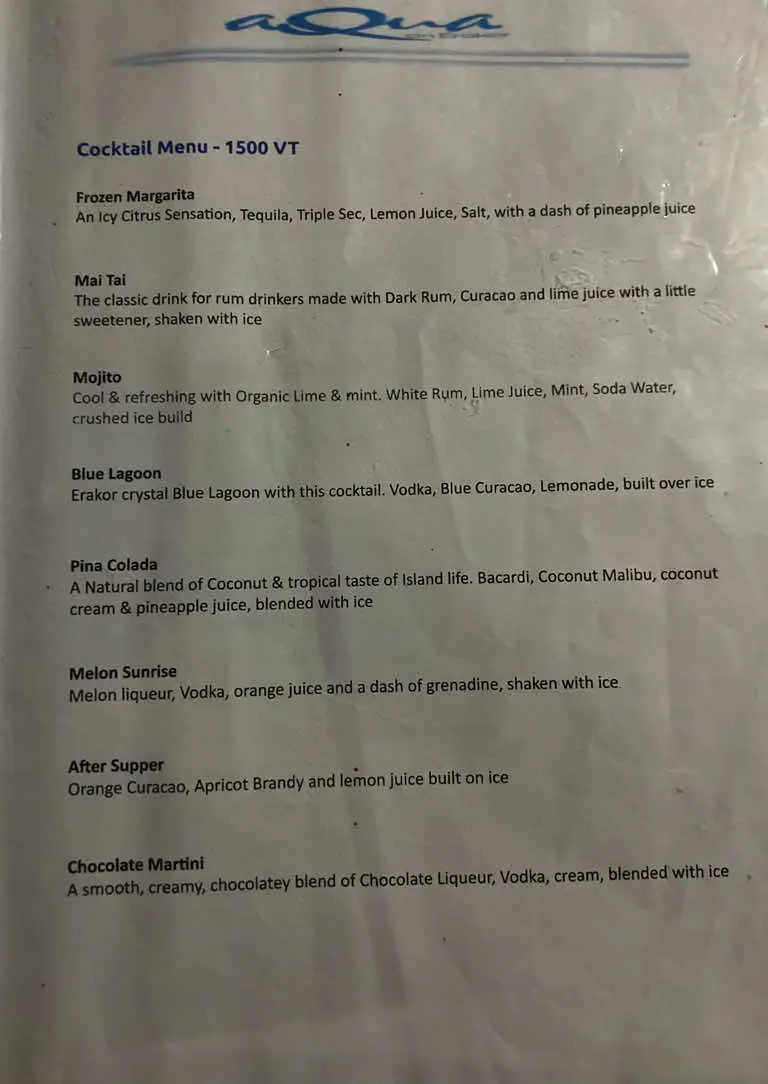 aQua
Cocktail Menu - 1500 VT
Frozen Margarita
An Icy Citrus Sensation, Tequila, Triple Sec, Lemon Juice, Salt, with a dash of pineapple juice
Mai Tai
The classic drink for rum drinkers made with Dark Rum, Curacao and lime juice with a little
sweetener, shaken with ice
Mojito
Cool & refreshing with Organic Lime & mint. White Rum, Lime Juice, Mint, Soda Water,
crushed ice build
Blue Lagoon
Erakor crystal Blue Lagoon with this cocktail. Vodka, Blue Curacao, Lemonade, built over ice
Pina Colada
A Natural blend of Coconut & tropical taste of Island life. Bacardi, Coconut Malibu, coconut
cream & pineapple juice, blended with ice
Melon Sunrise
Melon liqueur, Vodka, orange juice and a dash of grenadine, shaken with ice
After Supper
Orange Curacao, Apricot Brandy and lemon juice built on ice
Chocolate Martini
A smooth, creamy, chocolatey blend of Chocolate Liqueur, Vodka, cream, blended with ice